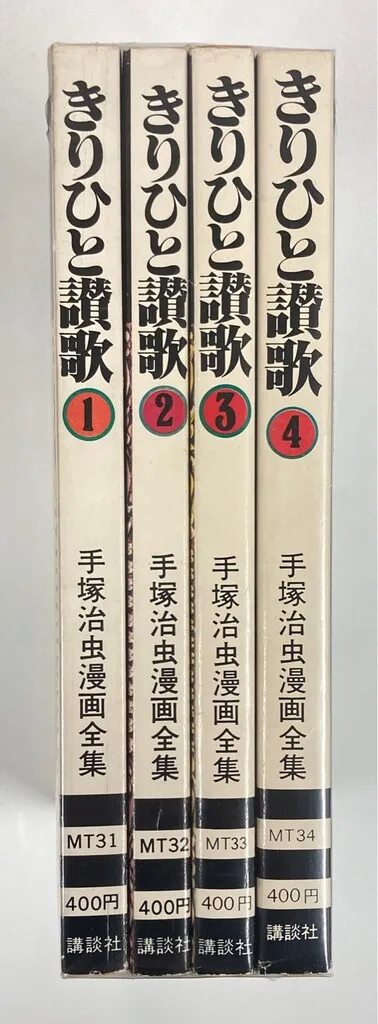 きりひと讃歌
1
手塚治虫漫画全集
MT31
400円
講談社
きりひと讃歌
2
手塚治虫漫画全集
MT32
400円
講談社
きりひと讃歌
3
手塚治虫漫画全集
MT33
400円
講談社
きりひと讃歌
4
手塚治虫漫画全集
MT34
400円
講談社